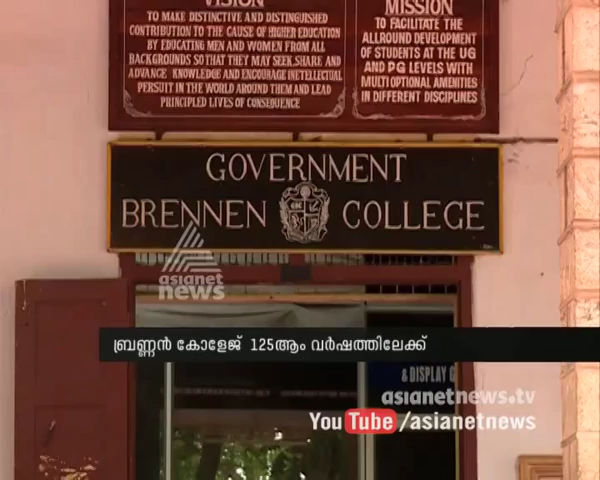 VISION
TO MAKE DISTINCTIVE AND DISTINGUISHED
CONTRIBUTION TO THE CAUSE OF HIGHER EDUCATION
BY EDUCATING MEN AND WOMEN FROM ALL
BACKGROUNDS SO THAT THEY MAY SEEK, SHARE AND
ADVANCE KNOWLEDGE AND ENCOURAGE INTELLECTUAL
PERSUIT IN THE WORLD AROUND THEM AND LEAD
PRINCIPLED LIVES OF CONSEQUENCE
MISSION
TO FACILITATE THE
ALLROUND DEVELOPMENT
OF STUDENTS AT THE UG
AND PG LEVELS WITH
MULTI OPTIONAL AMENITIES
IN DIFFERENT DISCIPLINES
GOVERNMENT
BRENNEN COLLEGE
asianet
news
ബ്രണ്ണൻ കോളേജ് 125ആം വർഷത്തിലേക്ക്
& DISPLAY
asianetnews.tv
YouTube/asianetnews